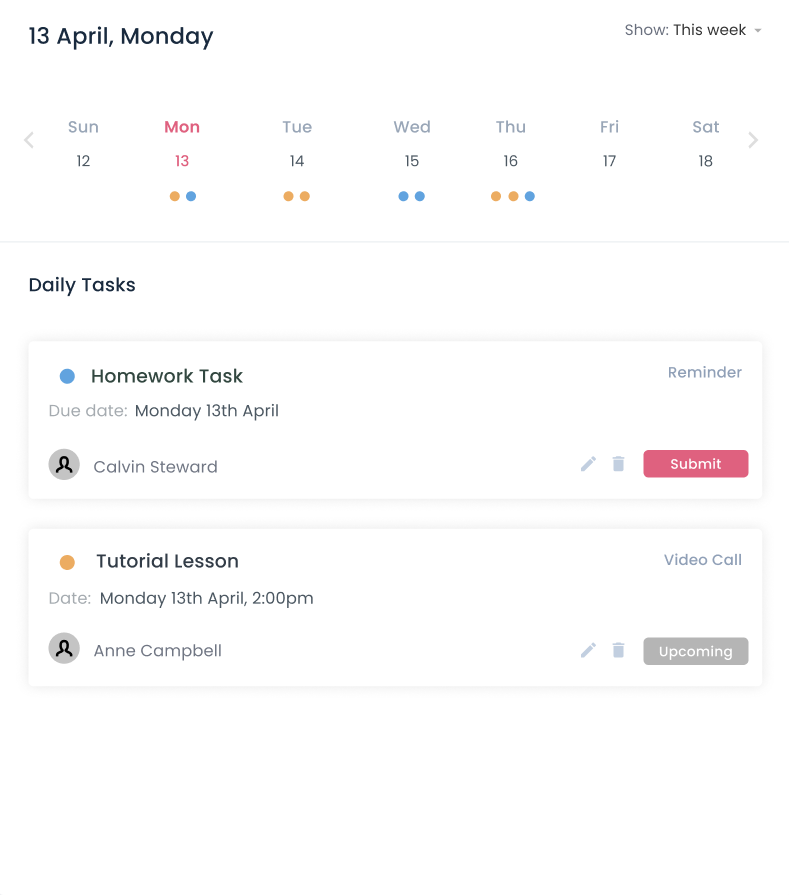 13 April, Monday
Show: This week
Sun Mon Tue Wed Thu Fri Sat
12 13 14 15 16 17 18
Daily Tasks
Homework Task
Reminder
Due date: Monday 13th April
Calvin Steward
Submit
Tutorial Lesson
Video Call
Date: Monday 13th April, 2:00pm
Anne Campbell
Upcoming